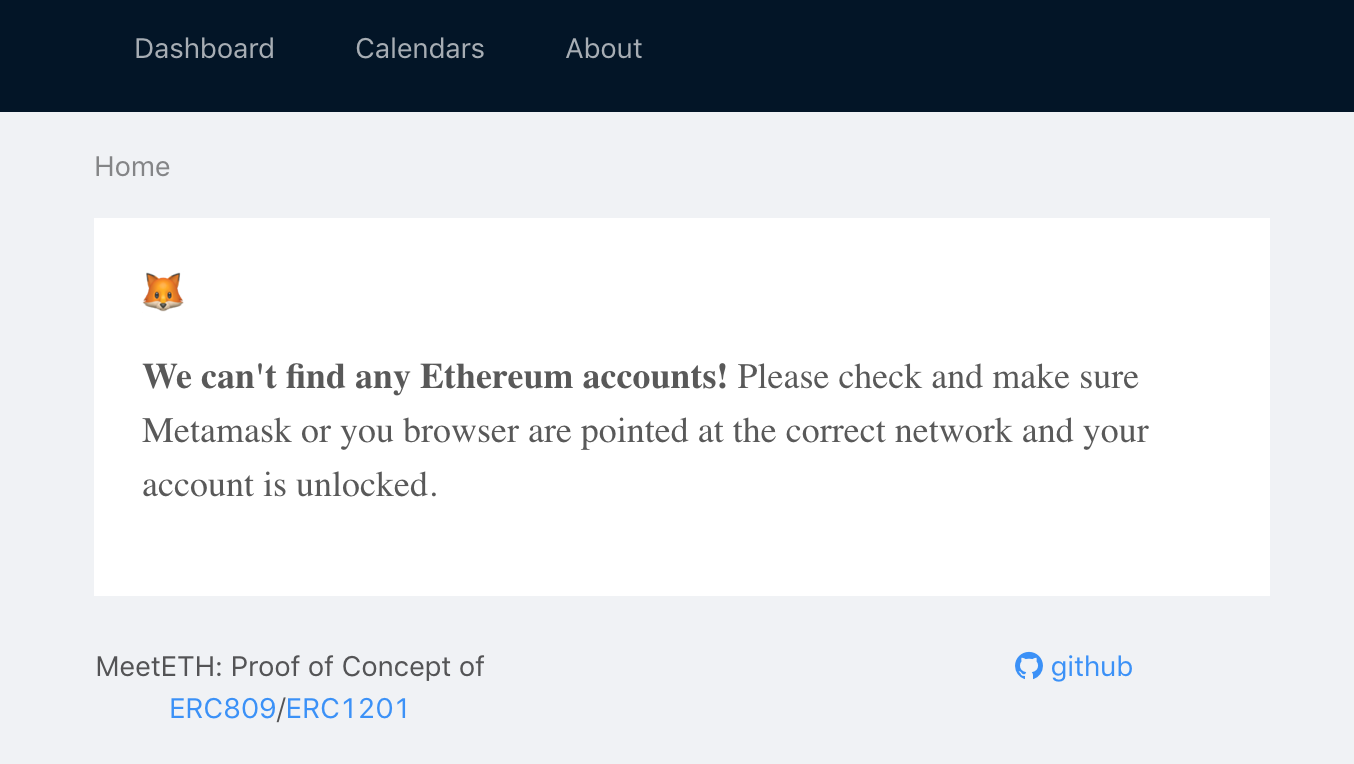 Dashboard Calendars About
Home
We can't find any Ethereum accounts! Please check and make sure
Metamask or you browser are pointed at the correct network and your
account is unlocked.
MeetETH: Proof of Concept of
ERC809/ERC1201
github